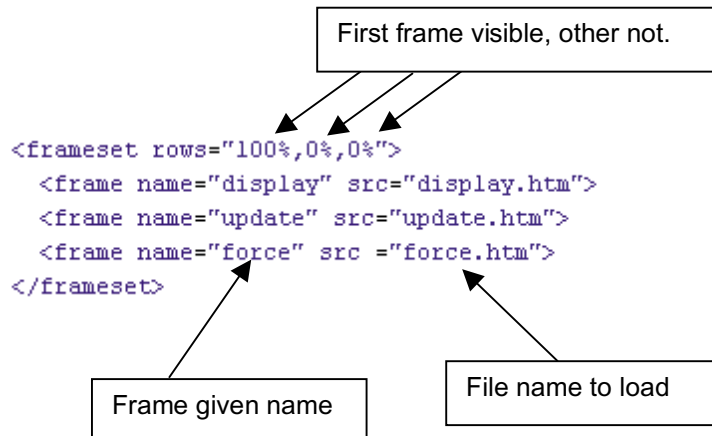 First frame visible, other not.
<frameset rows="100%,0%,0%">
<frame name="display" src="display.htm">
<frame name="update" src="update.htm">
<frame name="force" src ="force.htm">
</frameset>
Frame given name
File name to load